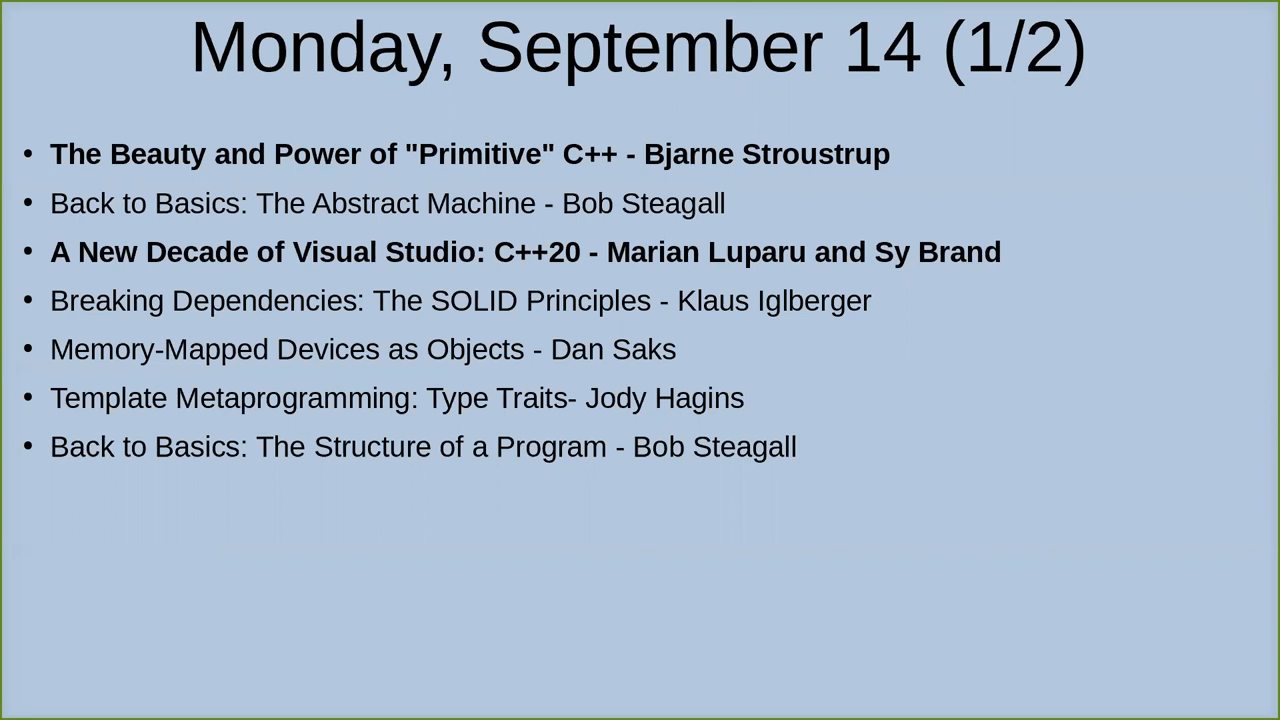 Monday, September 14 (1/2)
• The Beauty and Power of "Primitive" C++ - Bjarne Stroustrup
• Back to Basics: The Abstract Machine - Bob Steagall
• A New Decade of Visual Studio: C++20 - Marian Luparu and Sy Brand
• Breaking Dependencies: The SOLID Principles - Klaus Iglberger
• Memory-Mapped Devices as Objects - Dan Saks
• Template Metaprogramming: Type Traits- Jody Hagins
• Back to Basics: The Structure of a Program - Bob Steagall